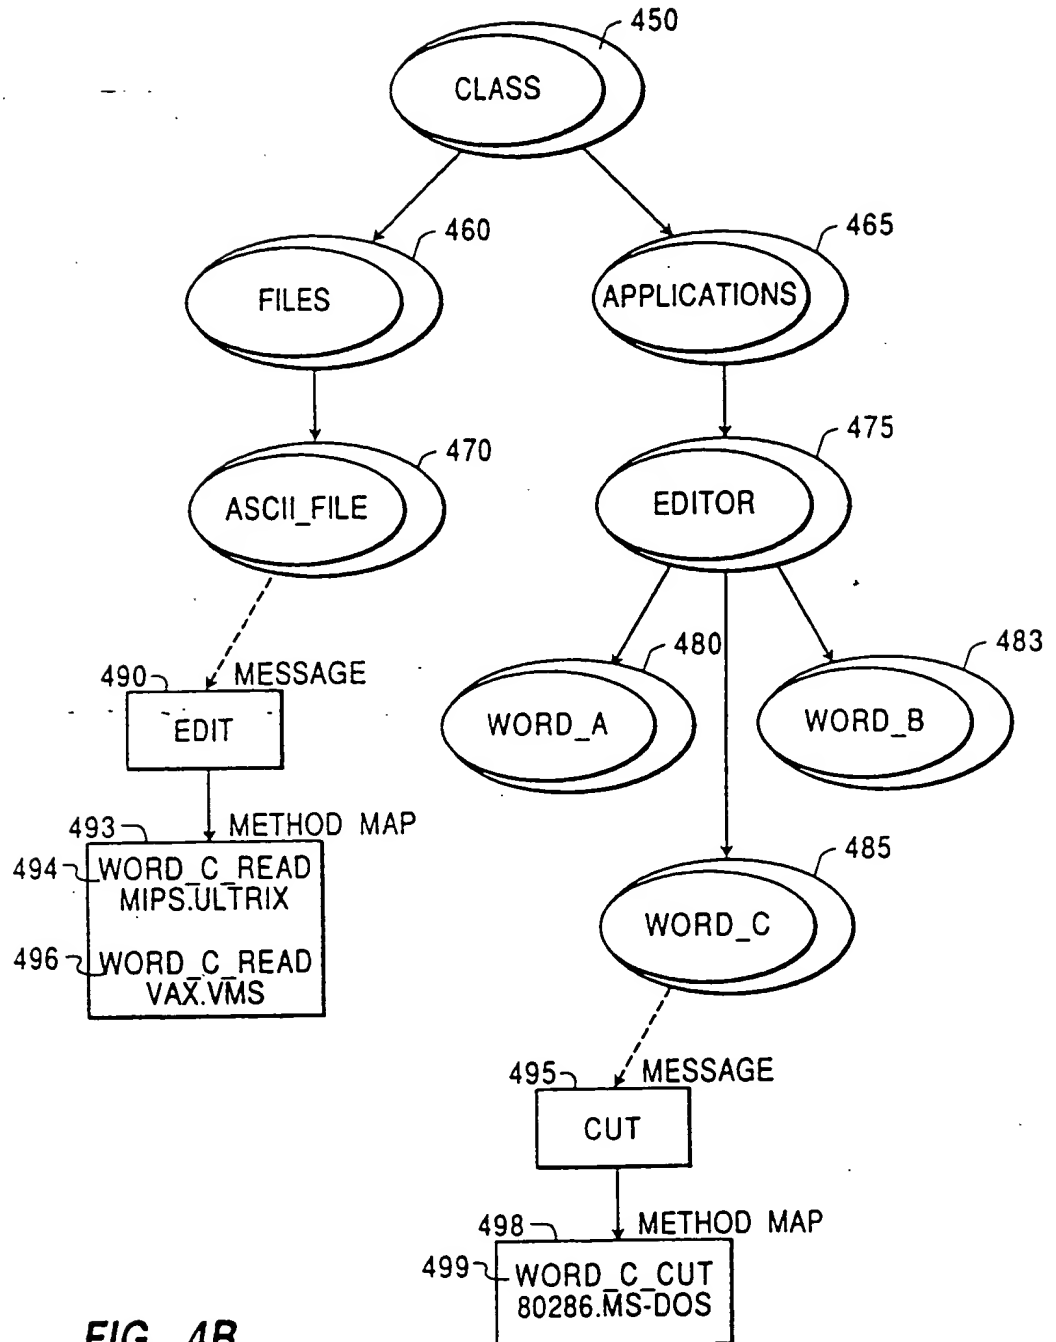 450
CLASS
460
465
FILES
APPLICATIONS
470
475
ASCII_FILE
EDITOR
480
483
490
MESSAGE
EDIT
WORD_A
WORD_B
493
METHOD MAP
494
WORD_C_READ
MIPS.ULTRIX
485
WORD_C
496
WORD_C_READ
VAX.VMS
495
MESSAGE
CUT
498
METHOD MAP
499
WORD_C_CUT
80286.MS-DOS
FIG. 4B